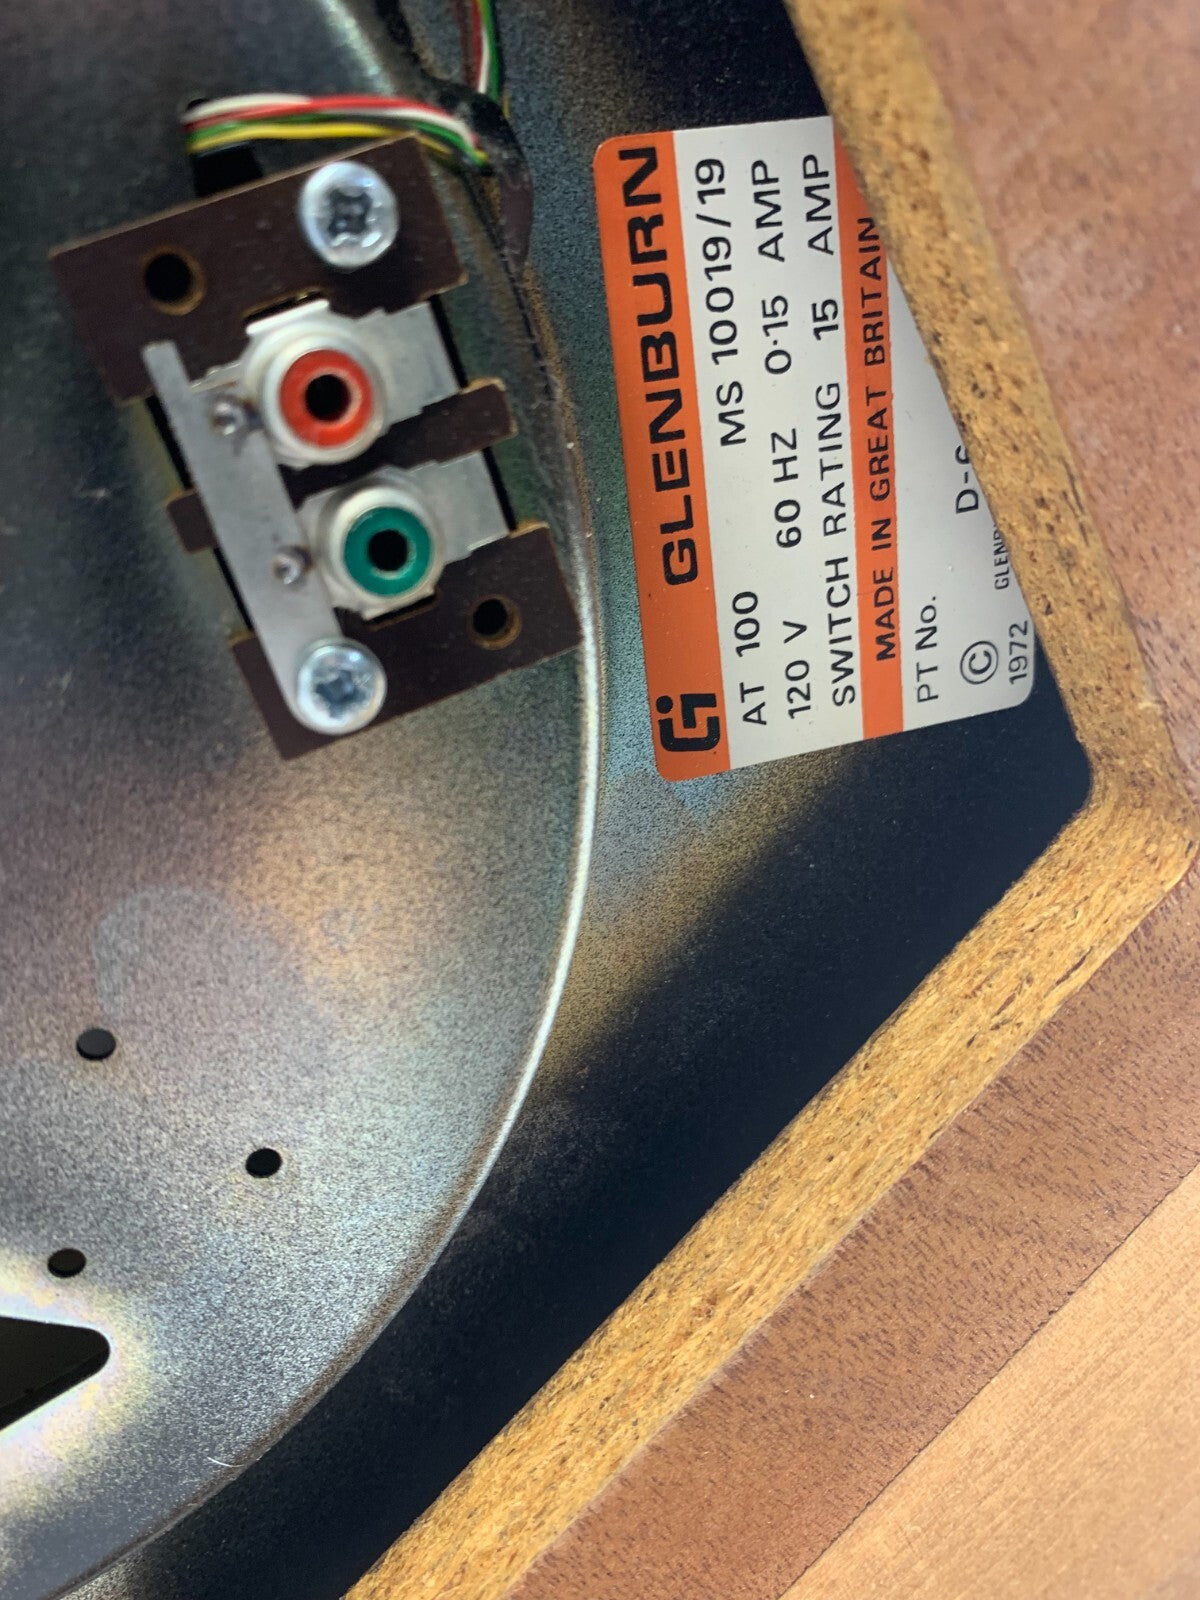 GLENBURN
AT 100 MS 10019/19
120 V 60 HZ 0·15 AMP
SWITCH RATING 15 AMP
MADE IN GREAT BRITAIN
PT No. D-
©
1972